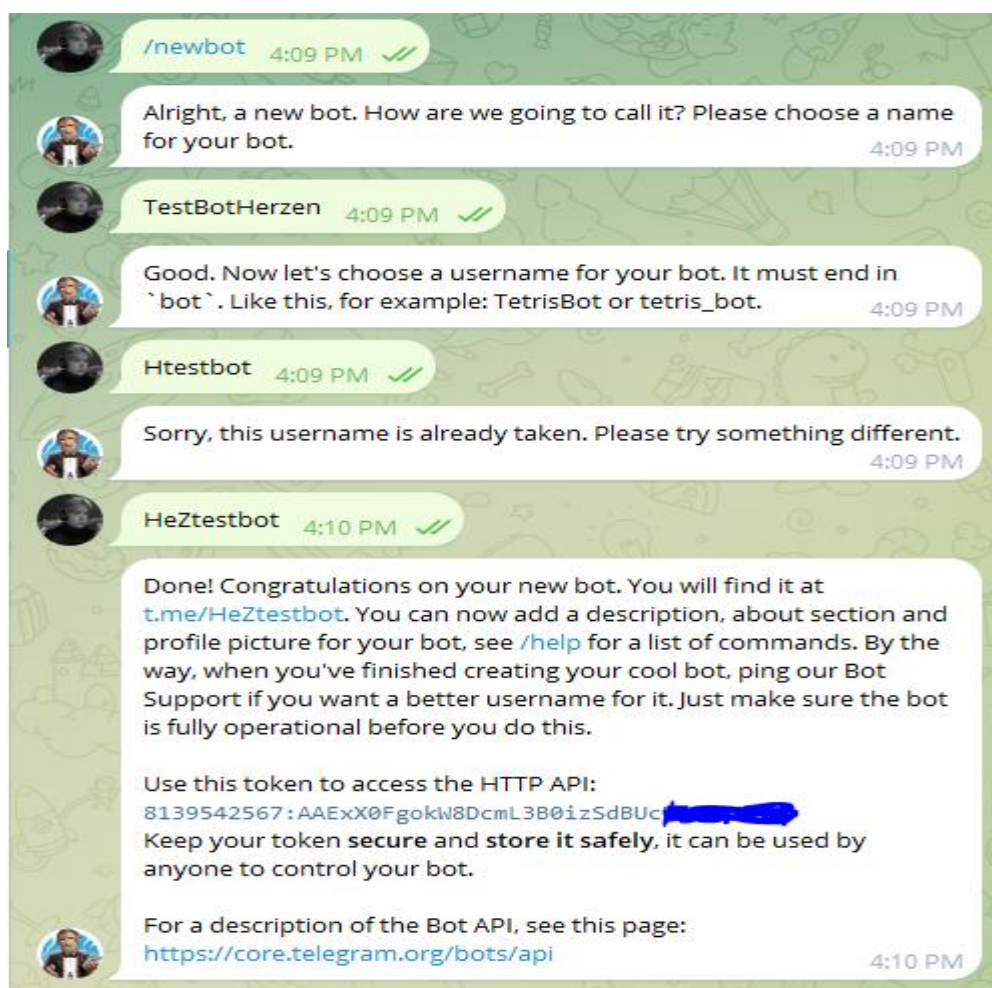 /newbot 4:09 PM
Alright, a new bot. How are we going to call it? Please choose a name
for your bot. 4:09 PM
TestBotHerzen 4:09 PM
Good. Now let's choose a username for your bot. It must end in
`bot`. Like this, for example: TetrisBot or tetris_bot. 4:09 PM
Htestbot 4:09 PM
Sorry, this username is already taken. Please try something different.
4:09 PM
HeZtestbot 4:10 PM
Done! Congratulations on your new bot. You will find it at
t.me/HeZtestbot. You can now add a description, about section and
profile picture for your bot, see /help for a list of commands. By the
way, when you've finished creating your cool bot, ping our Bot
Support if you want a better username for it. Just make sure the bot
is fully operational before you do this.
Use this token to access the HTTP API:
8139542567:AAExX0FgokW8DcmL3B0izSdBUc
Keep your token secure and store it safely, it can be used by
anyone to control your bot.
For a description of the Bot API, see this page:
https://core.telegram.org/bots/api 4:10 PM